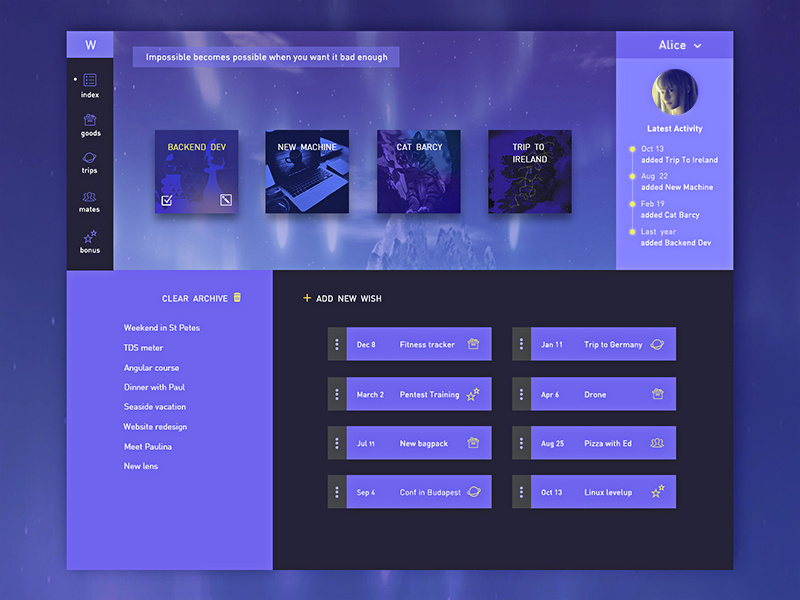 W
Impossible becomes possible when you want it bad enough
Alice
index
goods
trips
mates
bonus
BACKEND DEV
NEW MACHINE
CAT BARCY
TRIP TO
IRELAND
Latest Activity
Oct 13
added Trip To Ireland
Aug 22
added New Machine
Feb 19
added Cat Barcy
Last year
added Backend Dev
CLEAR ARCHIVE
Weekend in St Petes
TDS meter
Angular course
Dinner with Paul
Seaside vacation
Website redesign
Meet Paulina
New lens
+ ADD NEW WISH
Dec 8 Fitness tracker
Jan 11 Trip to Germany
March 2 Pentest Training
Apr 6 Drone
Jul 11 New bagpack
Aug 25 Pizza with Ed
Sep 4 Conf in Budapest
Oct 13 Linux levelup